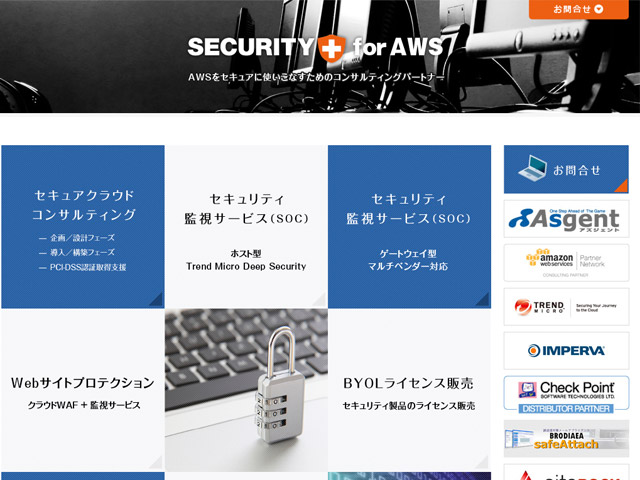 お問合せ
SECURITY for AWS
AWSをセキュアに使いこなすためのコンサルティングパートナー
セキュアクラウド
コンサルティング
― 企画／設計フェーズ
― 導入／構築フェーズ
― PCI-DSS認証取得支援
セキュリティ
監視サービス(SOC)
ホスト型
Trend Micro Deep Security
セキュリティ
監視サービス(SOC)
ゲートウェイ型
マルチベンダー対応
Webサイトプロテクション
クラウドWAF + 監視サービス
BYOLライセンス販売
セキュリティ製品のライセンス販売
お問合せ
One Step Ahead of The Game
Asgent
アズジェント
amazon
webservices
Partner
Network
CONSULTING PARTNER
TREND
MICRO
Securing Your Journey
to the Cloud
IMPERVA
Check Point
SOFTWARE TECHNOLOGIES LTD.
DISTRIBUTOR PARTNER
BRODIAEA
safeAttach